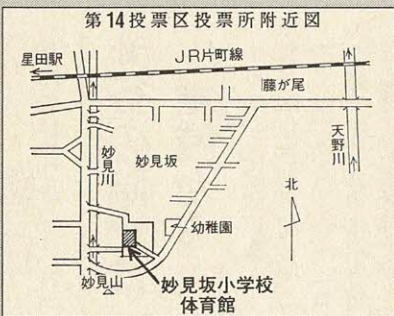 第14投票区投票所附近図
星田駅
JR片町線
藤が尾
妙見川
妙見坂
天野川
北
幼稚園
妙見山
妙見坂小学校
体育館